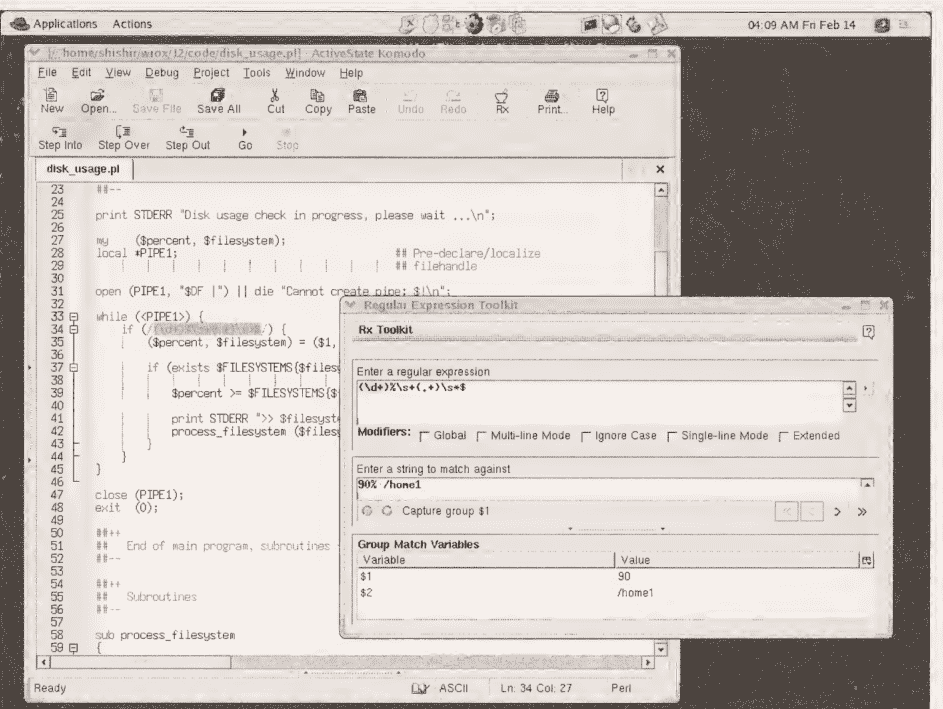 Applications Actions
04:09 AM Fri Feb 14
home/shishir/wrox/12/code/disk_usage.pl] - ActiveState Komodo
File Edit View Debug Project Tools Window Help
New Open... Save File Save All Cut Copy Paste Undo Redo Rx Print... Help
Step Into Step Over Step Out Go Stop
disk_usage.pl
23 ##--
24
25 print STDERR "Disk usage check in progress, please wait ...\n";
26
27 my ($percent, $filesystem);
28 local *PIPE1; ## Pre-declare/localize
29 ## filehandle
30
31 open (PIPE1, "$DF |") || die "Cannot create pipe: $!\n";
32
33 while (<PIPE1>) {
34 if (/ /) {
35 ($percent, $filesystem) = ($1,
36
37 if (exists $FILESYSTEMS{$filesy
38
39 $percent >= $FILESYSTEMS{$
40
41 print STDERR ">> $filesyste
42 process_filesystem ($filesy
43 }
44 }
45 }
46
47 close (PIPE1);
48 exit (0);
49
50 ##++
51 ## End of main program, subroutines
52 ##--
53
54 ##++
55 ## Subroutines
56 ##--
57
58 sub process_filesystem
59 {
Ready
ASCII Ln: 34 Col: 27 Perl
Regular Expression Toolkit
Rx Toolkit
Enter a regular expression
(\d+)%\s+(.+)\s*$
Modifiers: Global Multi-line Mode Ignore Case Single-line Mode Extended
Enter a string to match against
90% /home1
Capture group $1
Group Match Variables
Variable Value
$1 90
$2 /home1